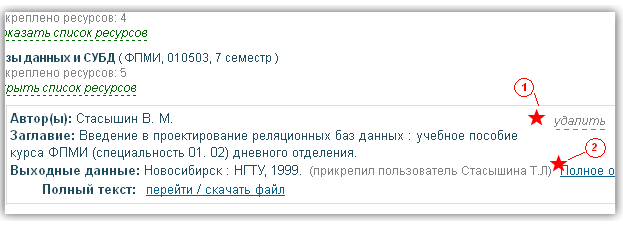 креплено ресурсов: 4
оказать список ресурсов
зы данных и СУБД (ФПМИ, 010503, 7 семестр)
креплено ресурсов: 5
крыть список ресурсов
1
Автор(ы): Стасышин В. М.
удалить
Заглавие: Введение в проектирование реляционных баз данных : учебное пособие
курса ФПМИ (специальность 01. 02) дневного отделения.
2
Выходные данные: Новосибирск : НГТУ, 1999. (прикрепил пользователь Стасышина Т.Л) Полное о
Полный текст: перейти / скачать файл